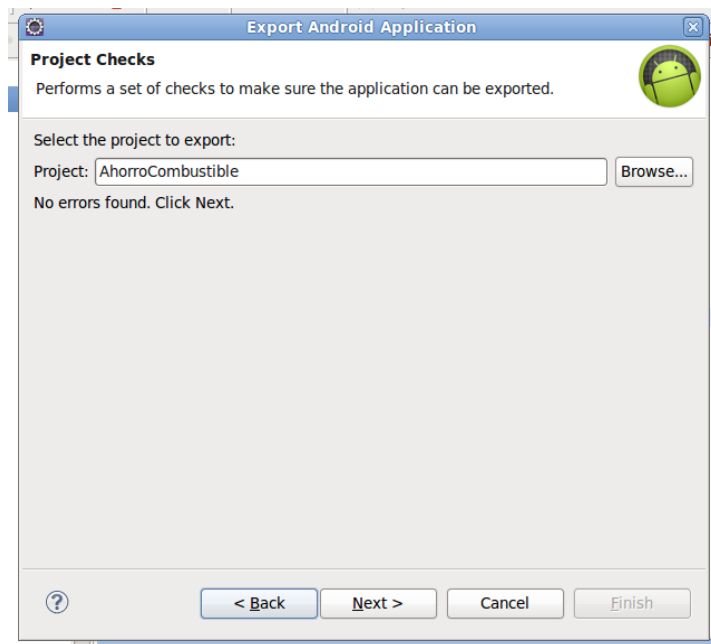 Export Android Application
Project Checks
Performs a set of checks to make sure the application can be exported.
Select the project to export:
Project: AhorroCombustible Browse...
No errors found. Click Next.
? < Back Next > Cancel Finish